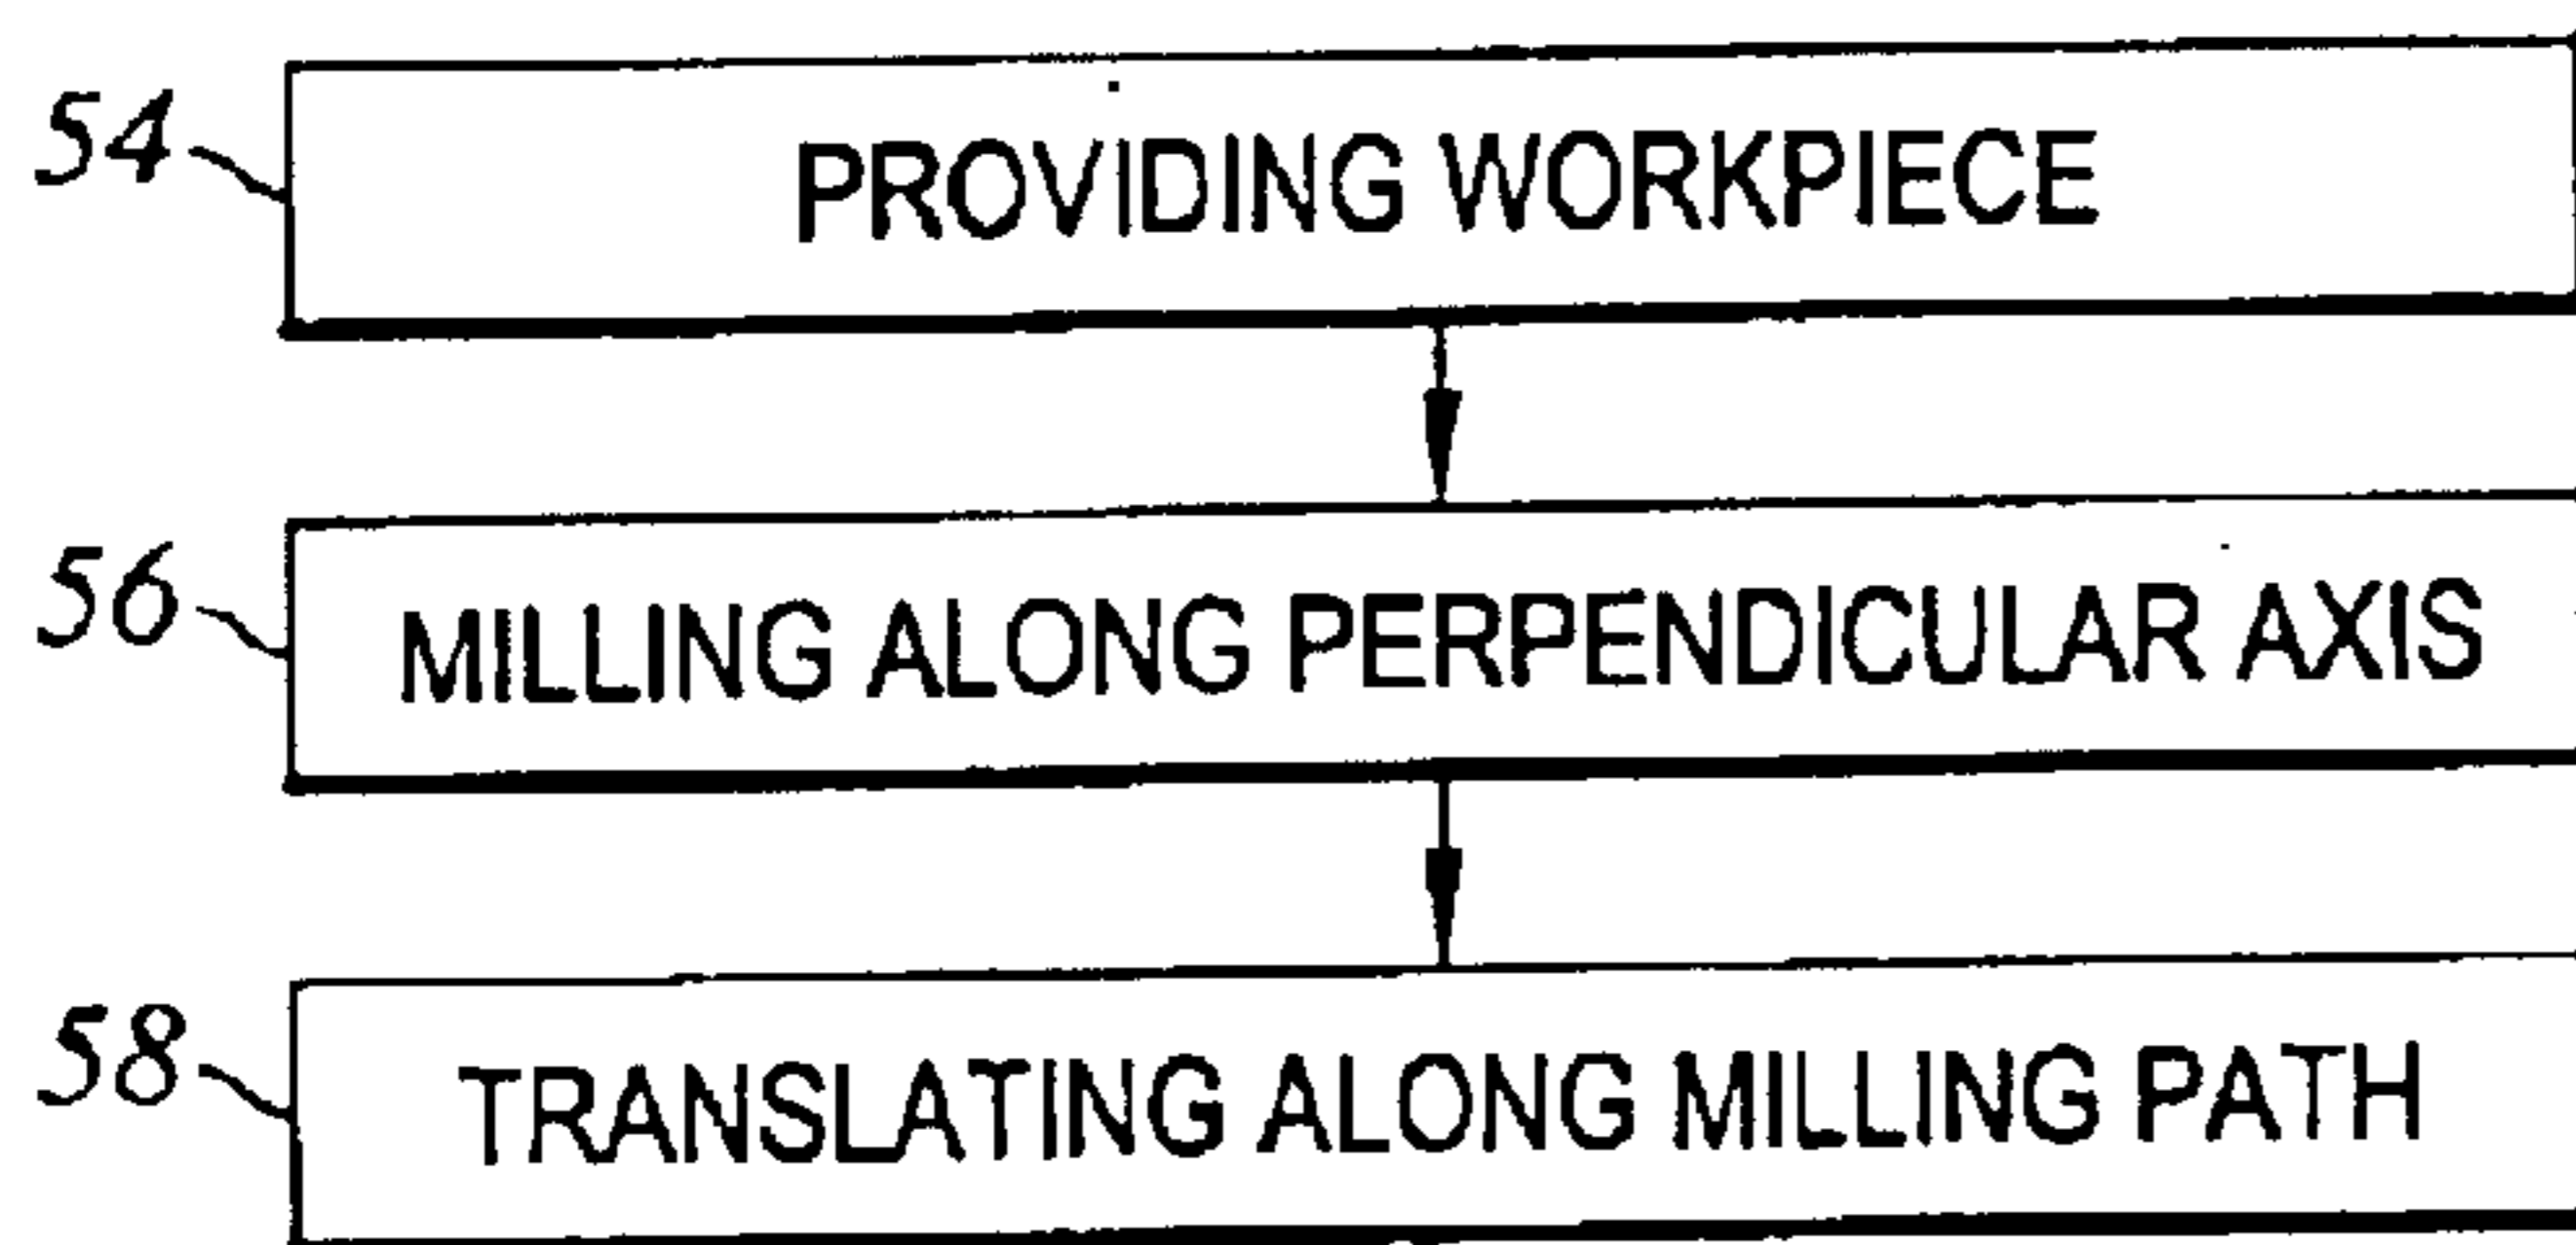 54 PROVIDING WORKPIECE
56 MILLING ALONG PERPENDICULAR AXIS
58 TRANSLATING ALONG MILLING PATH